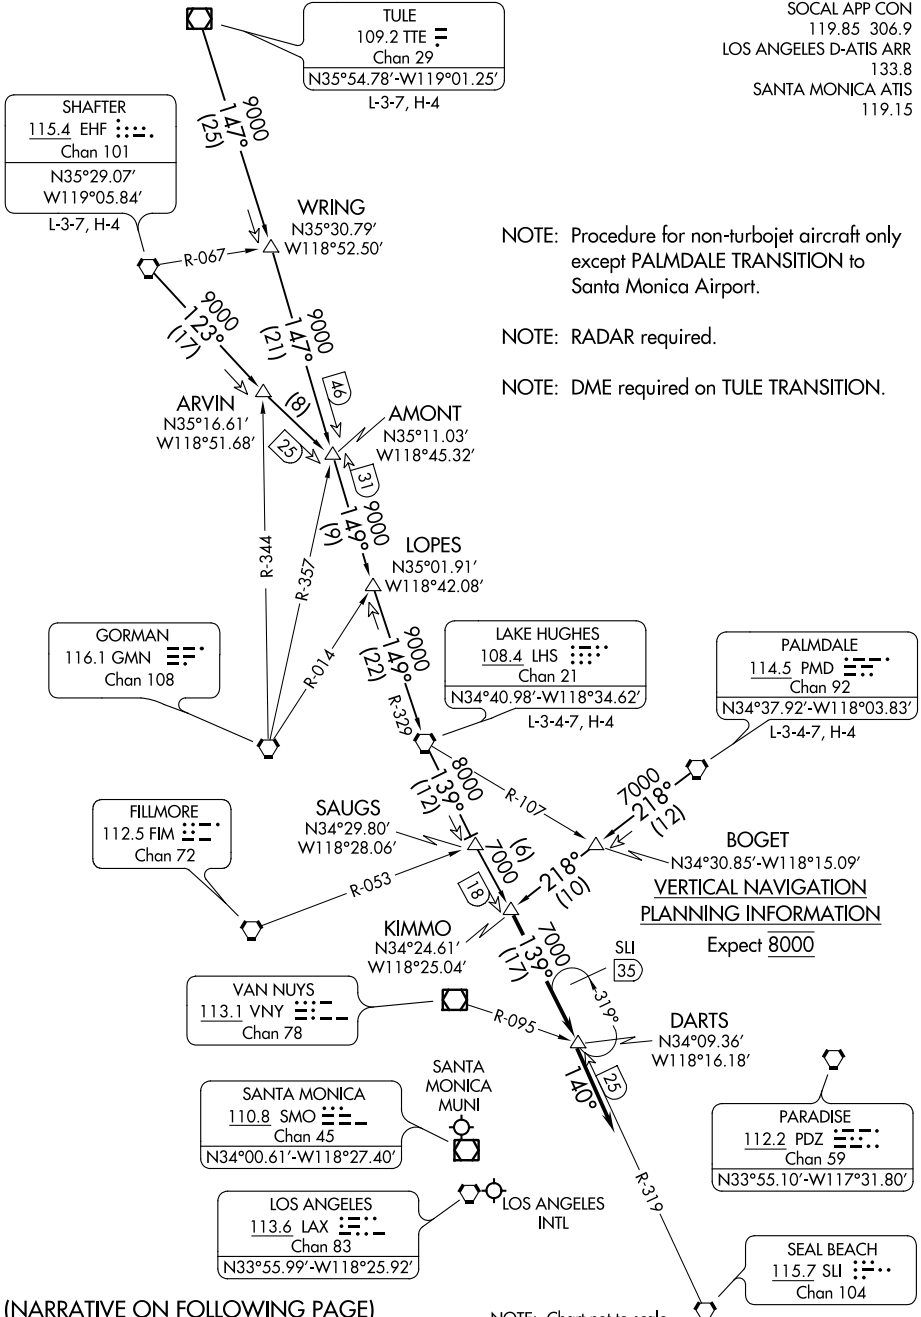 TULE
109.2 TTE
Chan 29
N35°54.78’-W119°01.25’
L-3-7, H-4
SOCAL APP CON
119.85 306.9
LOS ANGELES D-ATIS ARR
133.8
SANTA MONICA ATIS
119.15
SHAFTER
115.4 EHF
Chan 101
N35°29.07’
W119°05.84’
L-3-7, H-4
9000
147°
(25)
WRING
N35°30.79’
W118°52.50’
R-067
NOTE: Procedure for non-turbojet aircraft only
except PALMDALE TRANSITION to
Santa Monica Airport.
NOTE: RADAR required.
NOTE: DME required on TULE TRANSITION.
9000
123°
(17)
9000
147°
(21)
ARVIN
N35°16.61’
W118°51.68’
(8)
46
25
AMONT
N35°11.03’
W118°45.32’
31
9000
149°
(9)
R-344
R-357
LOPES
N35°01.91’
W118°42.08’
GORMAN
116.1 GMN
Chan 108
R-014
9000
149°
(22)
R-329
LAKE HUGHES
108.4 LHS
Chan 21
N34°40.98’-W118°34.62’
L-3-4-7, H-4
PALMDALE
114.5 PMD
Chan 92
N34°37.92’-W118°03.83’
L-3-4-7, H-4
8000
139°
(12)
R-107
7000
218°
(12)
FILLMORE
112.5 FIM
Chan 72
SAUGS
N34°29.80’
W118°28.06’
R-053
(6)
7000
18
218°
(10)
BOGET
N34°30.85’-W118°15.09’
VERTICAL NAVIGATION
PLANNING INFORMATION
Expect 8000
KIMMO
N34°24.61’
W118°25.04’
7000
139°
(17)
SLI
35
319°
VAN NUYS
113.1 VNY
Chan 78
R-095
DARTS
N34°09.36’
W118°16.18’
25
140°
SANTA MONICA
110.8 SMO
Chan 45
N34°00.61’-W118°27.40’
SANTA
MONICA
MUNI
PARADISE
112.2 PDZ
Chan 59
N33°55.10’-W117°31.80’
LOS ANGELES
113.6 LAX
Chan 83
N33°55.99’-W118°25.92’
LOS ANGELES
INTL
R-319
SEAL BEACH
115.7 SLI
Chan 104
(NARRATIVE ON FOLLOWING PAGE)
NOTE: Chart not to scale